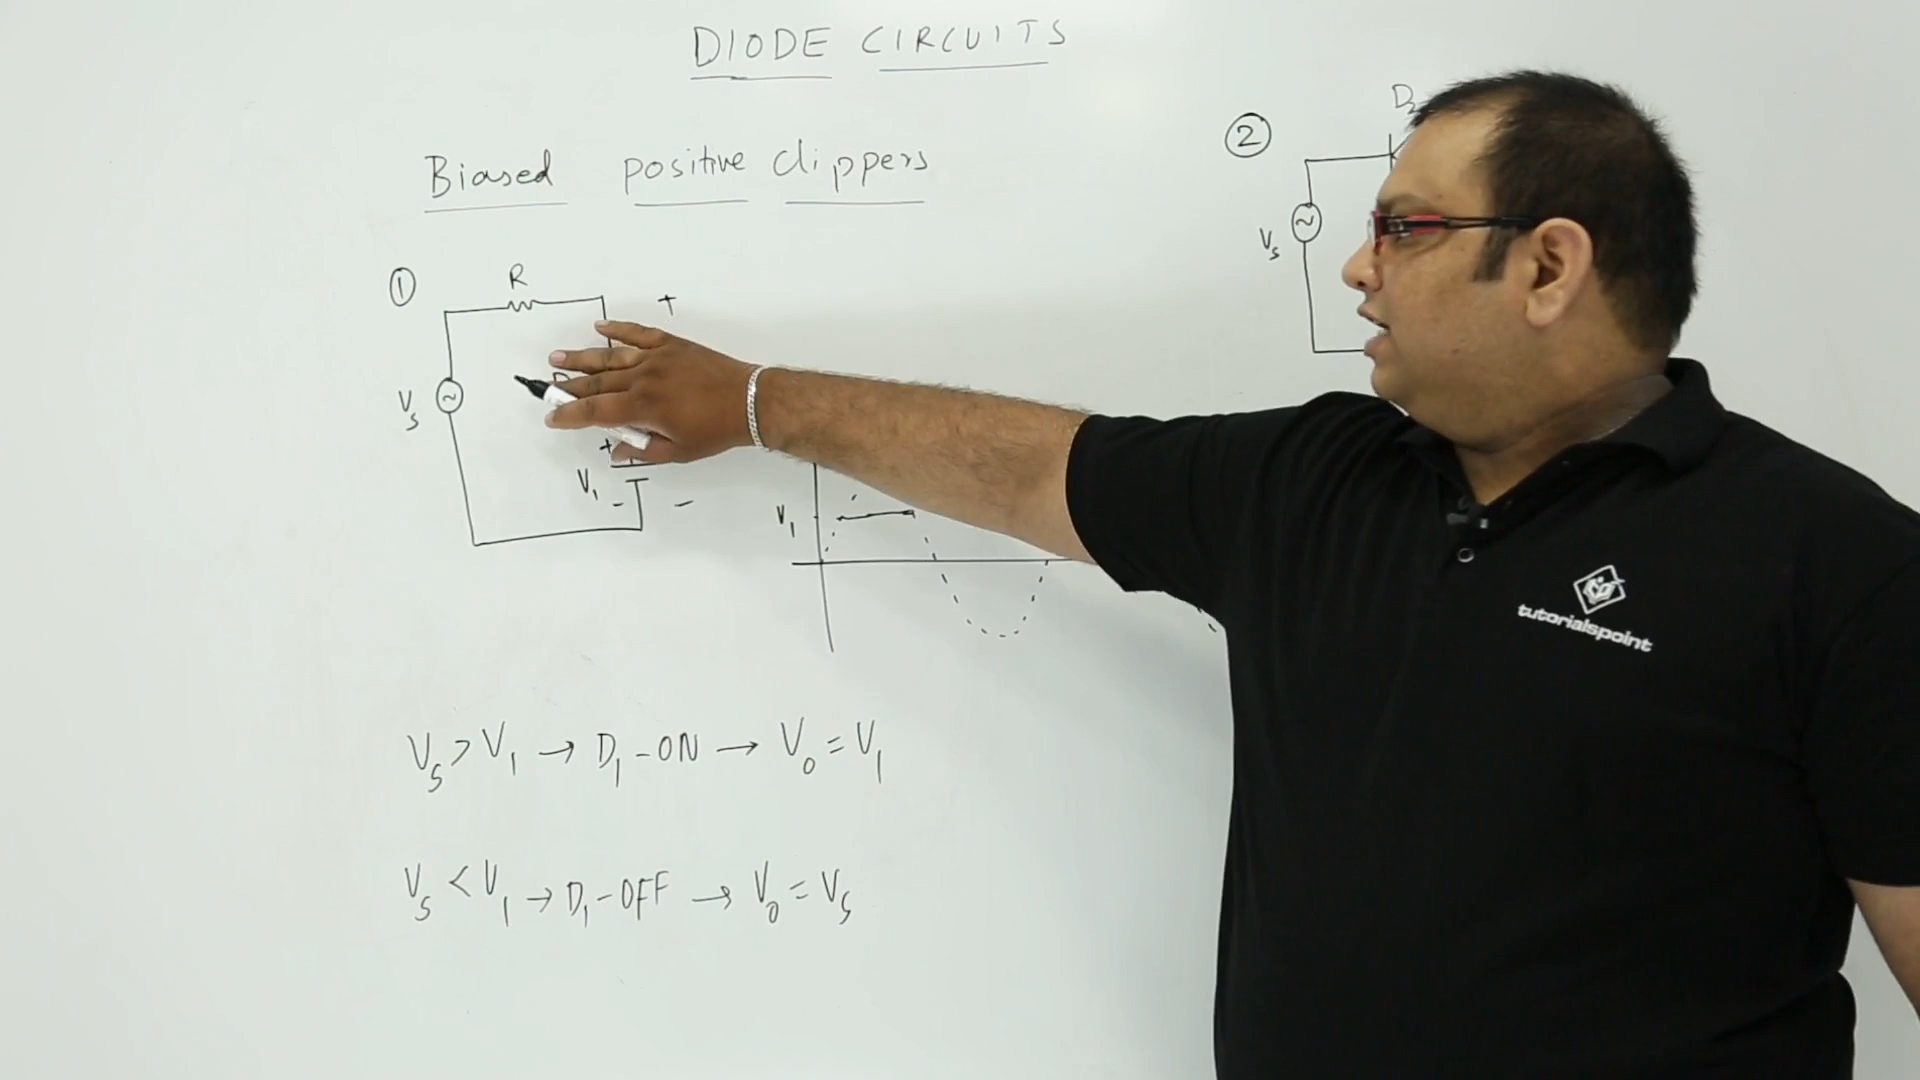 DIODE CIRCUITS
Biased positive clippers
①
R
+
Vs
~
D
+
V1
-
-
V1
②
D2
Vs
~
tutorialspoint
Vs > V1 → D1 - ON → V0 = V1
Vs < V1 → D1 - OFF → V0 = Vs